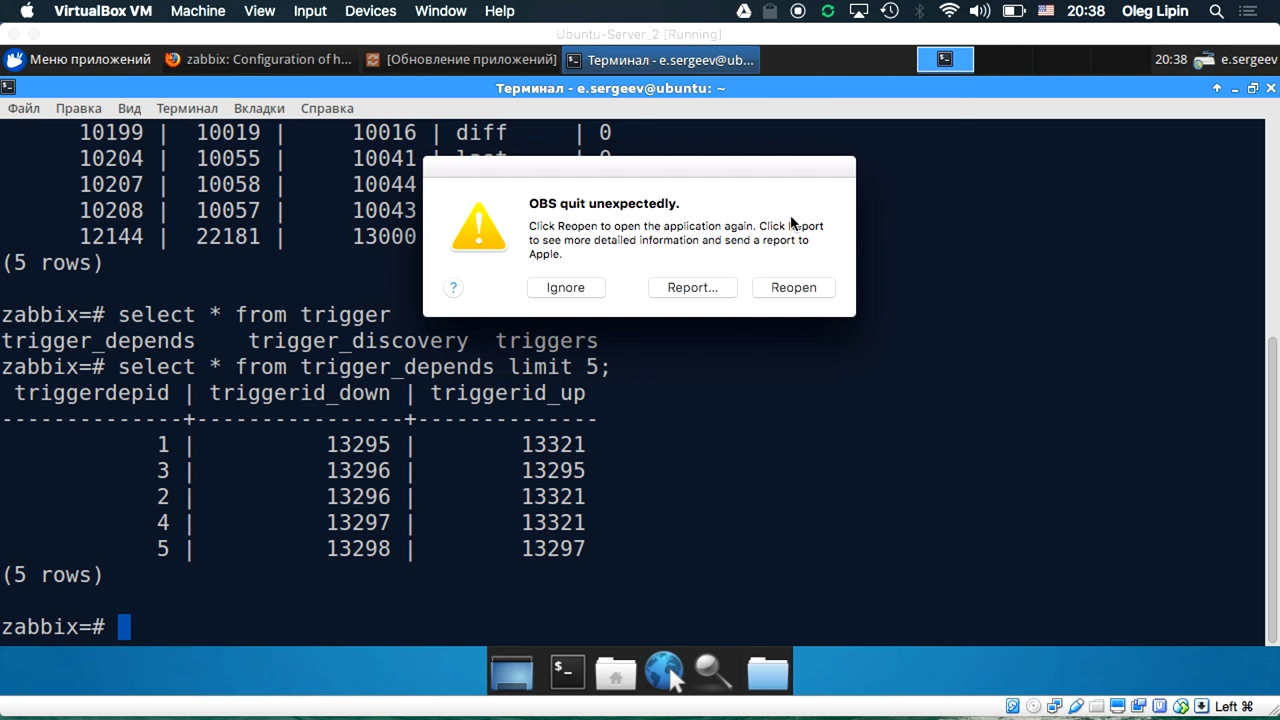 VirtualBox VM Machine View Input Devices Window Help 20:38 Oleg Lipin
Ubuntu-Server_2 [Running]
Меню приложений zabbix: Configuration of h... [Обновление приложений] Терминал - e.sergeev@ub... 20:38 e.sergeev
Терминал - e.sergeev@ubuntu: ~
Файл Правка Вид Терминал Вкладки Справка
10199 | 10019 | 10016 | diff | 0
10204 | 10055 | 10041
10207 | 10058 | 10044
10208 | 10057 | 10043
12144 | 22181 | 13000
(5 rows)
OBS quit unexpectedly.
Click Reopen to open the application again. Click Report
to see more detailed information and send a report to
Apple.
? Ignore Report... Reopen
zabbix=# select * from trigger
trigger_depends trigger_discovery triggers
zabbix=# select * from trigger_depends limit 5;
triggerdepid | triggerid_down | triggerid_up
--------------+----------------+--------------
1 | 13295 | 13321
3 | 13296 | 13295
2 | 13296 | 13321
4 | 13297 | 13321
5 | 13298 | 13297
(5 rows)
zabbix=#
Left ⌘